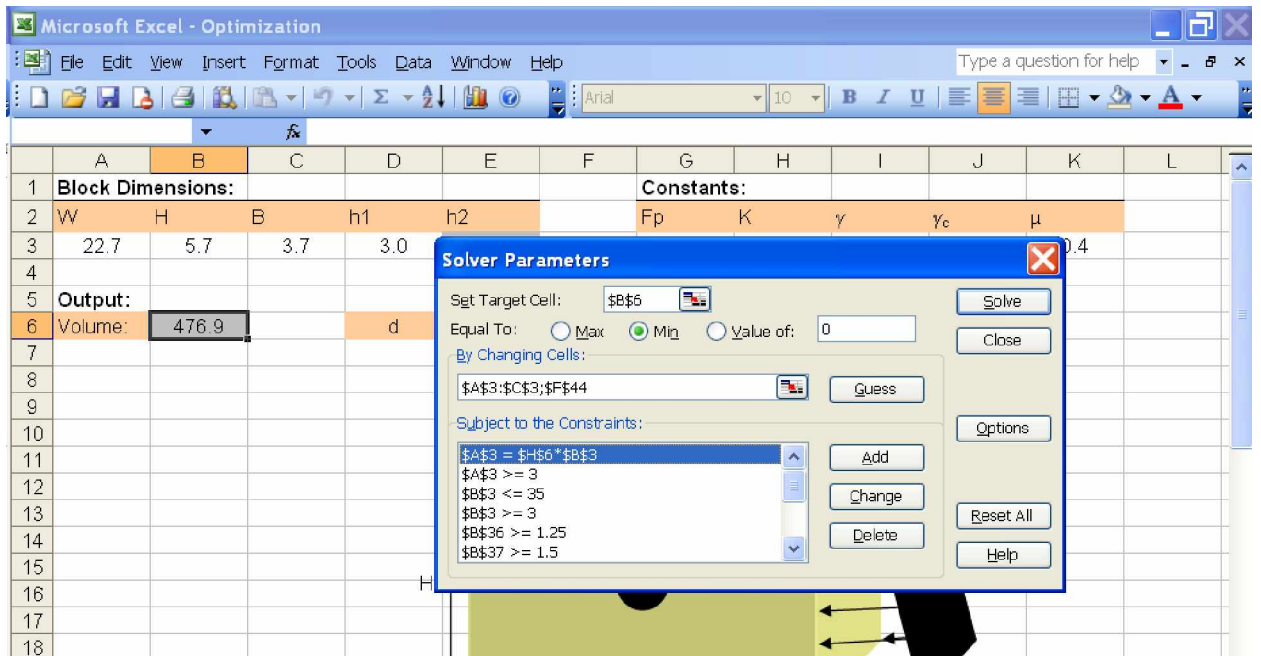 Microsoft Excel - Optimization
File Edit View Insert Format Tools Data Window Help Type a question for help
Arial 10 B I U A
fx
A B C D E F G H I J K L
1 Block Dimensions: Constants:
2 W H B h1 h2 Fp K γ γc μ
3 22.7 5.7 3.7 3.0 0.4
4
5 Output:
6 Volume: 476.9 d
7
8
9
10
11
12
13
14
15
16 H
17
18
Solver Parameters
Set Target Cell: $B$6 Solve
Equal To: Max Min Value of: 0 Close
By Changing Cells:
$A$3:$C$3;$F$44 Guess
Subject to the Constraints: Options
$A$3 = $H$6*$B$3 Add
$A$3 >= 3
$B$3 <= 35 Change
$B$3 >= 3 Reset All
$B$36 >= 1.25 Delete
$B$37 >= 1.5 Help